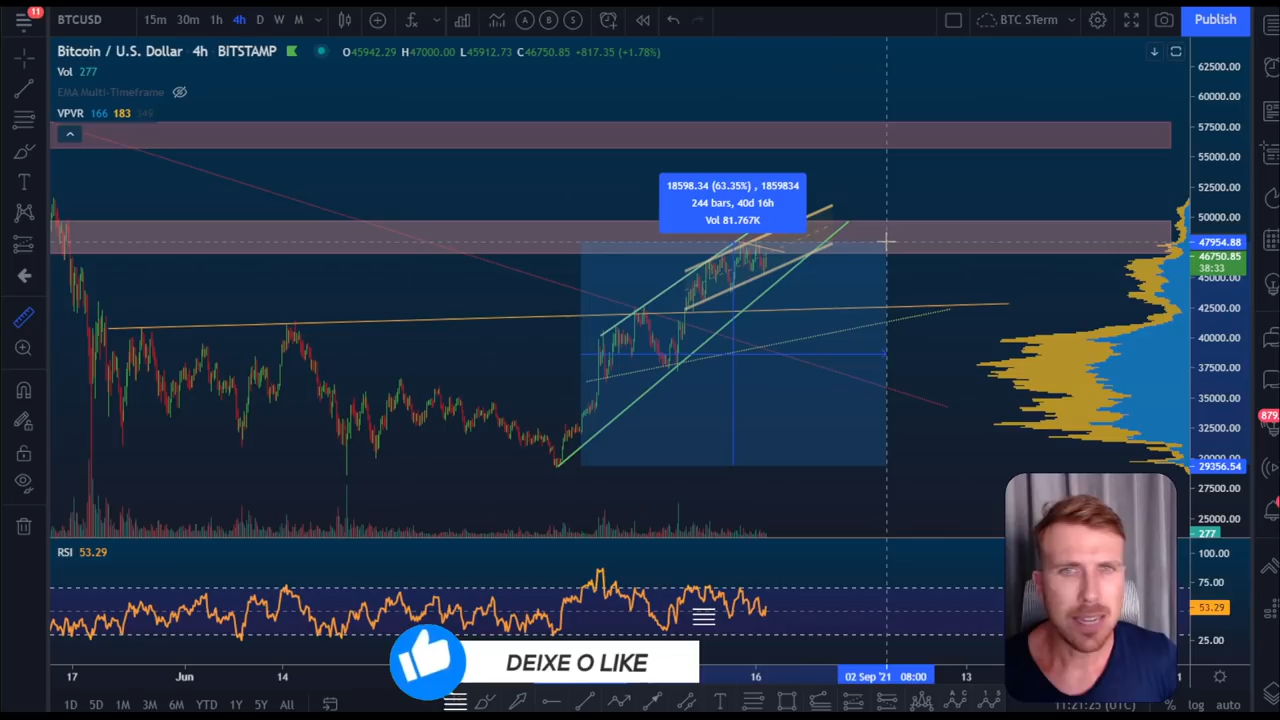 11
BTCUSD
15m 30m 1h 4h D W M
A B S
BTC STerm
Publish
Bitcoin / U.S. Dollar 4h BITSTAMP
O45942.29 H47000.00 L45912.73 C46750.85 +817.35 (+1.78%)
Vol 277
EMA Multi-Timeframe
VPVR 166 183 349
62500.00
60000.00
57500.00
55000.00
52500.00
50000.00
47954.88
46750.85
38:33
45000.00
42500.00
40000.00
37500.00
35000.00
32500.00
30000.00
29356.54
27500.00
25000.00
277
18598.34 (63.35%) , 1859834
244 bars, 40d 16h
Vol 81.767K
879
RSI 53.29
100.00
75.00
53.29
25.00
DEIXE O LIKE
17 Jun 14 16 02 Sep '21 08:00 13
1D 5D 1M 3M 6M YTD 1Y 5Y All
11:21:25 (UTC) % log auto